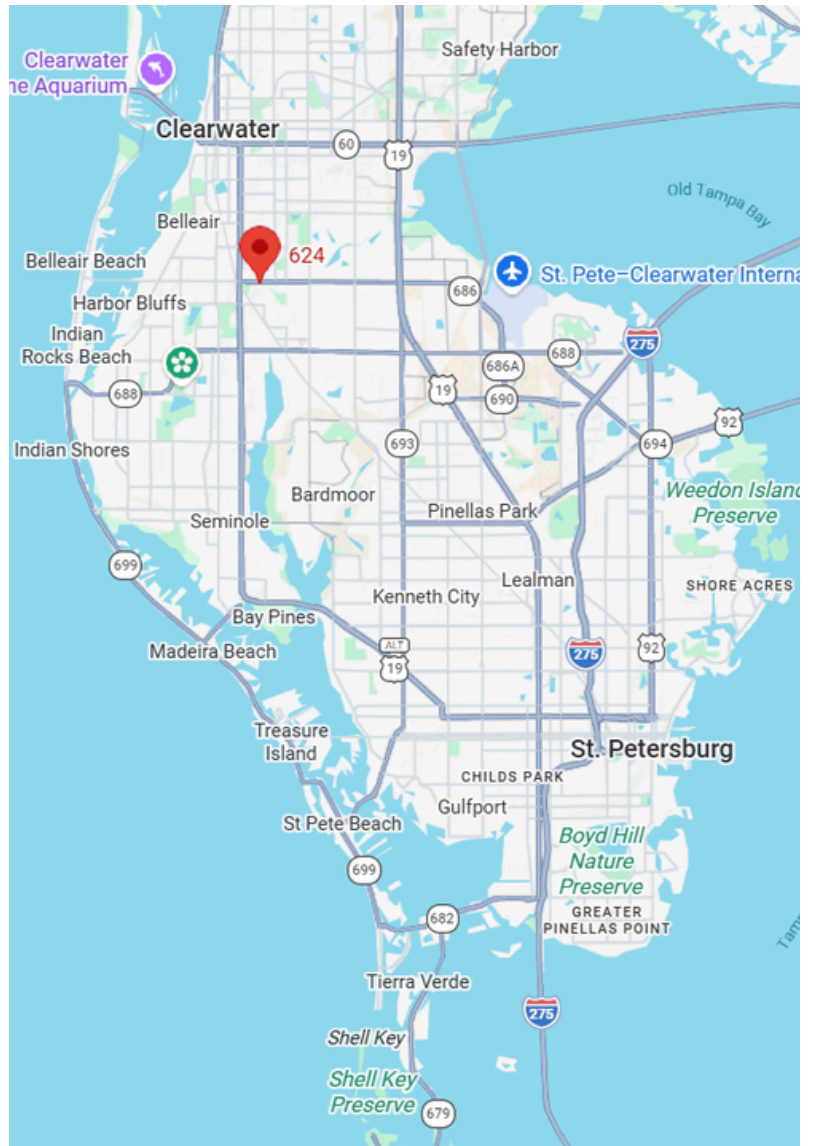 Safety Harbor
Clearwater
ne Aquarium
Clearwater
60
19
Old Tampa Bay
Belleair
624
Belleair Beach
St. Pete–Clearwater Interna
686
Harbor Bluffs
Indian
Rocks Beach
275
688
686A
688
19
690
92
693
694
Indian Shores
Weedon Island
Preserve
Bardmoor
Pinellas Park
Seminole
699
Lealman
SHORE ACRES
Kenneth City
Bay Pines
ALT
19
275
92
Madeira Beach
Treasure
Island
St. Petersburg
CHILDS PARK
Gulfport
St Pete Beach
Boyd Hill
Nature
Preserve
699
682
GREATER
PINELLAS POINT
Tam
Tierra Verde
275
Shell Key
Shell Key
Preserve
679